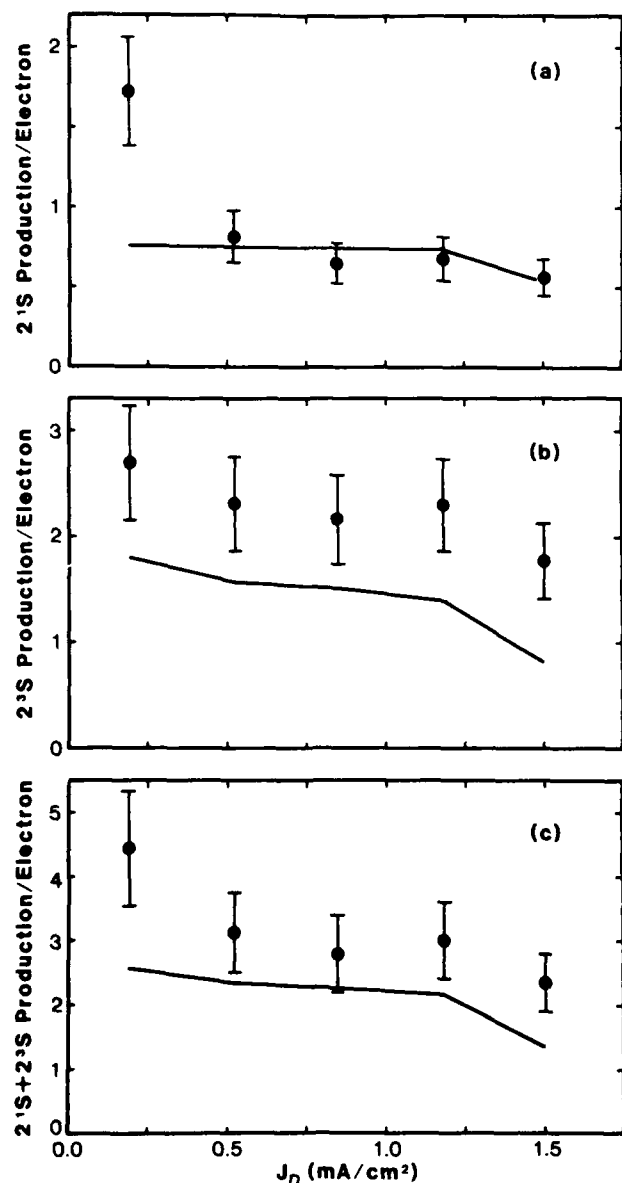 2
1
0
2¹S Production/Electron
(a)
3
2
1
0
2³S Production/Electron
(b)
5
4
3
2
1
0
2¹S+2³S Production/Electron
(c)
0.0 0.5 1.0 1.5
J_D (mA/cm²)